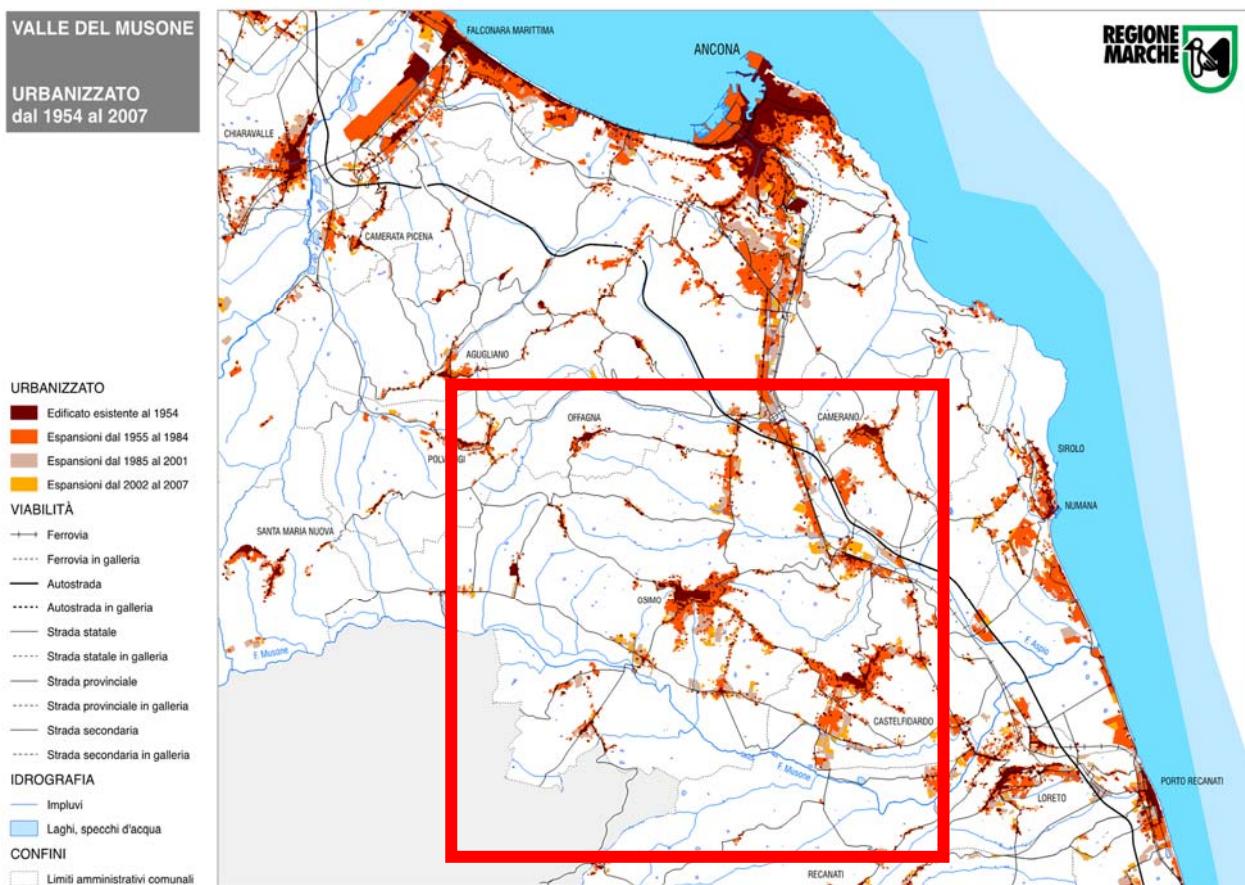 VALLE DEL MUSONE
URBANIZZATO
dal 1954 al 2007
REGIONE
MARCHE
URBANIZZATO
Edificato esistente al 1954
Espansioni dal 1955 al 1984
Espansioni dal 1985 al 2001
Espansioni dal 2002 al 2007
VIABILITÀ
Ferrovia
Ferrovia in galleria
Autostrada
Autostrada in galleria
Strada statale
Strada statale in galleria
Strada provinciale
Strada provinciale in galleria
Strada secondaria
Strada secondaria in galleria
IDROGRAFIA
Impluvi
Laghi, specchi d'acqua
CONFINI
Limiti amministrativi comunali
FALCONARA MARITTIMA
ANCONA
CHIARAVALLE
CAMERATA PICENA
AGUGLIANO
OFFAGNA
CAMERANO
SIROLO
NUMANA
SANTA MARIA NUOVA
OSIMO
F. Musone
F. Aspio
CASTELFIDARDO
F. Musone
LORETO
PORTO RECANATI
RECANATI